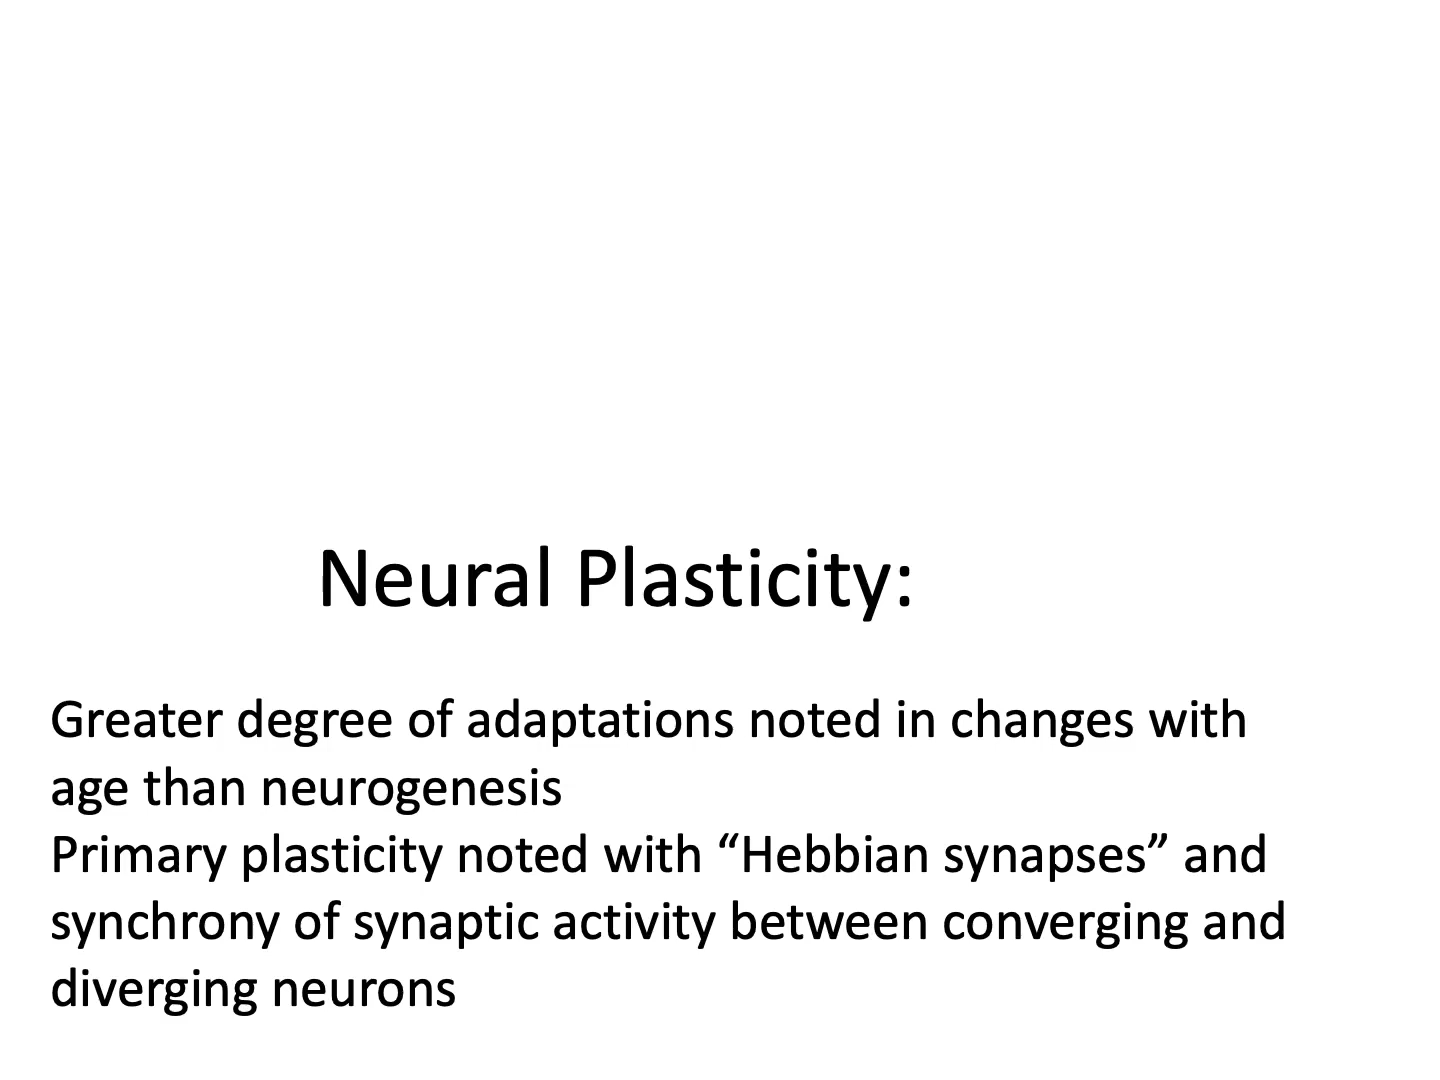 Neural Plasticity:
Greater degree of adaptations noted in changes with
age than neurogenesis
Primary plasticity noted with “Hebbian synapses” and
synchrony of synaptic activity between converging and
diverging neurons